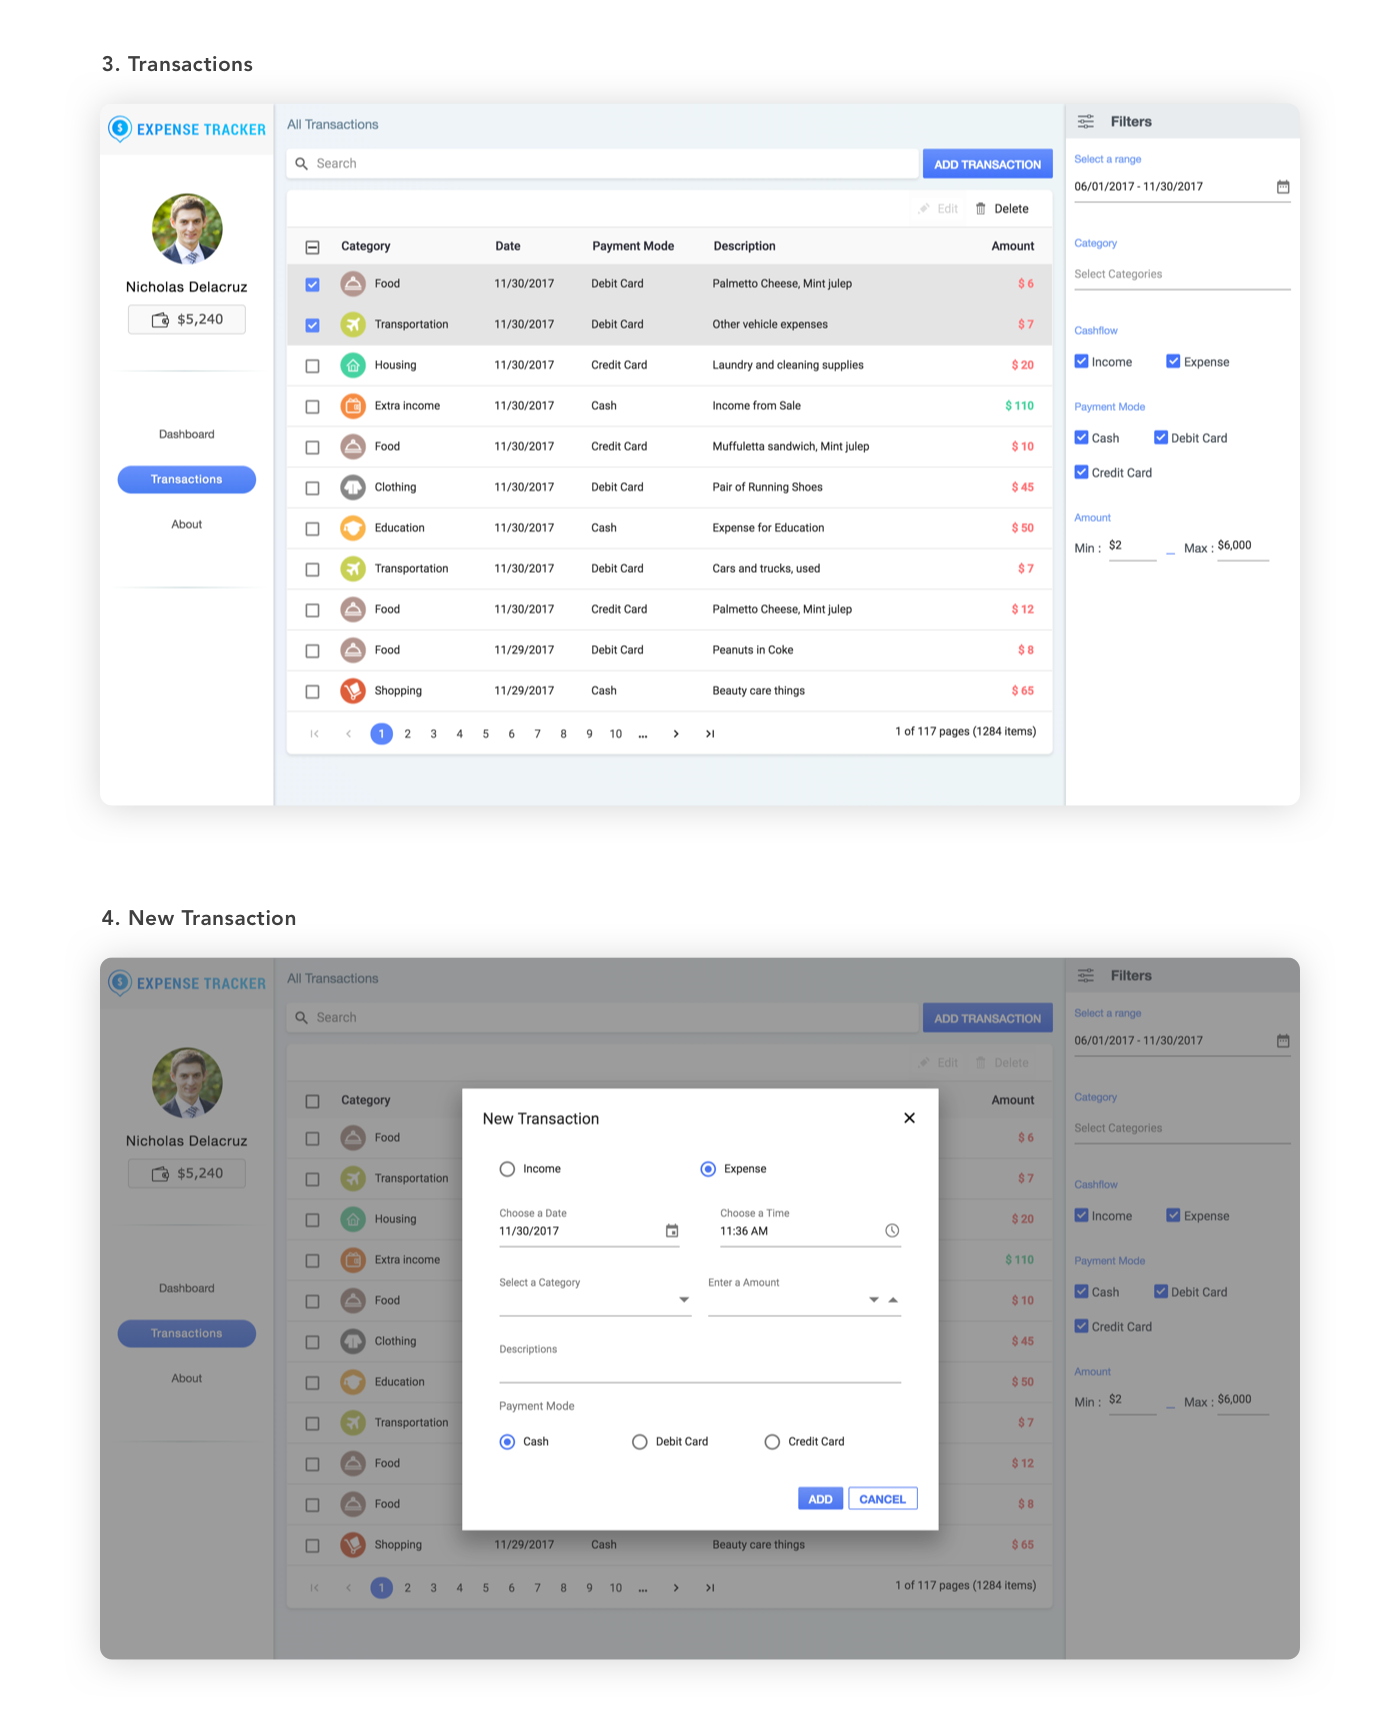 3. Transactions
EXPENSE TRACKER
Nicholas Delacruz
$5,240
Dashboard
Transactions
About
All Transactions
Search
ADD TRANSACTION
Edit Delete
Category Date Payment Mode Description Amount
Food 11/30/2017 Debit Card Palmetto Cheese, Mint julep $ 6
Transportation 11/30/2017 Debit Card Other vehicle expenses $ 7
Housing 11/30/2017 Credit Card Laundry and cleaning supplies $ 20
Extra income 11/30/2017 Cash Income from Sale $ 110
Food 11/30/2017 Credit Card Muffuletta sandwich, Mint julep $ 10
Clothing 11/30/2017 Debit Card Pair of Running Shoes $ 45
Education 11/30/2017 Cash Expense for Education $ 50
Transportation 11/30/2017 Debit Card Cars and trucks, used $ 7
Food 11/30/2017 Credit Card Palmetto Cheese, Mint julep $ 12
Food 11/29/2017 Debit Card Peanuts in Coke $ 8
Shopping 11/29/2017 Cash Beauty care things $ 65
1 2 3 4 5 6 7 8 9 10 ... 1 of 117 pages (1284 items)
Filters
Select a range
06/01/2017 - 11/30/2017
Category
Select Categories
Cashflow
Income Expense
Payment Mode
Cash Debit Card
Credit Card
Amount
Min : $2 _ Max : $6,000
4. New Transaction
EXPENSE TRACKER
Nicholas Delacruz
$5,240
Dashboard
Transactions
About
All Transactions
Search
ADD TRANSACTION
Edit Delete
Category Amount
Food $ 6
Transportation $ 7
Housing $ 20
Extra income $ 110
Food $ 10
Clothing $ 45
Education $ 50
Transportation $ 7
Food $ 12
Food $ 8
Shopping 11/29/2017 Cash Beauty care things $ 65
1 2 3 4 5 6 7 8 9 10 ... 1 of 117 pages (1284 items)
New Transaction
Income Expense
Choose a Date Choose a Time
11/30/2017 11:36 AM
Select a Category Enter a Amount
Descriptions
Payment Mode
Cash Debit Card Credit Card
ADD CANCEL
Filters
Select a range
06/01/2017 - 11/30/2017
Category
Select Categories
Cashflow
Income Expense
Payment Mode
Cash Debit Card
Credit Card
Amount
Min : $2 _ Max : $6,000